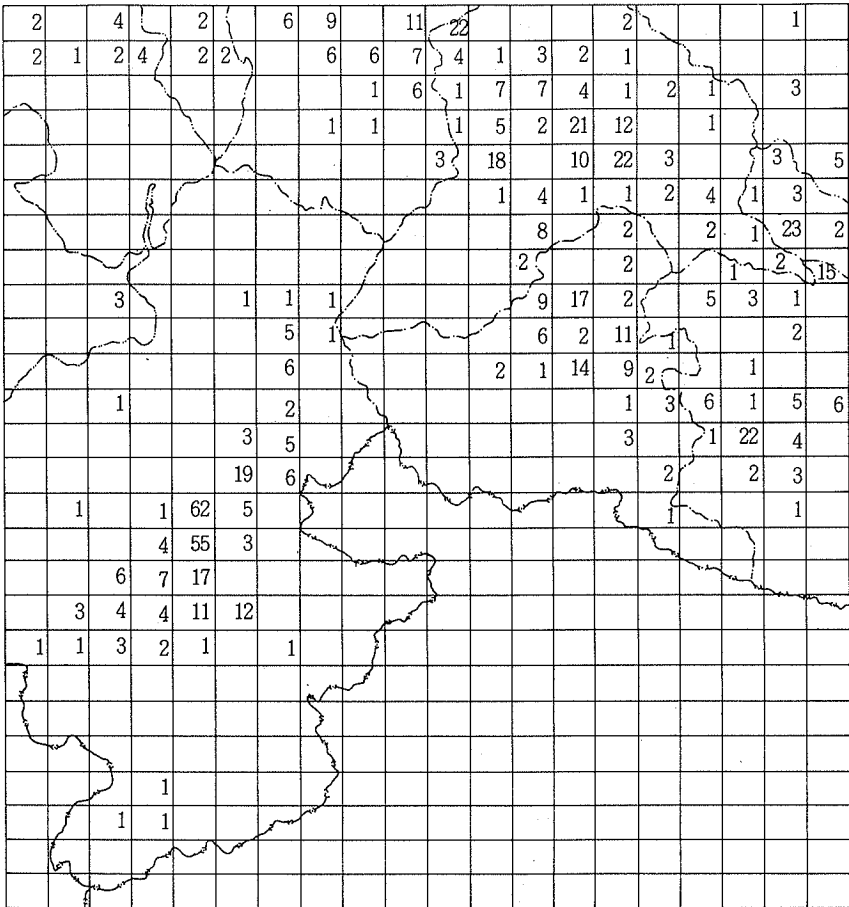 2 4 2 6 9 11 22 2 1
2 1 2 4 2 2 6 6 7 4 1 3 2 1
1 6 1 7 7 4 1 2 1 3
1 1 1 5 2 21 12 1
3 18 10 22 3 3 5
1 4 1 1 2 4 1 3
8 2 2 1 23 2
2 2 1 2 15
3 1 1 1 9 17 2 5 3 1
5 1 6 2 11 1 2
6 2 1 14 9 2 1
1 2 1 3 6 1 5 6
3 5 3 1 22 4
19 6 2 2 3
1 1 62 5 1 1
4 55 3
6 7 17
3 4 4 11 12
1 1 3 2 1 1
1
1 1